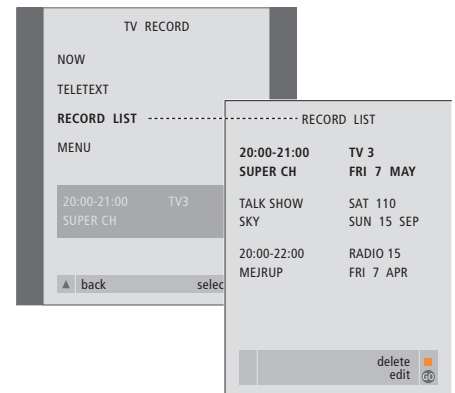 TV RECORD
NOW
TELETEXT
RECORD LIST
MENU
20:00-21:00 TV3
SUPER CH
back
RECORD LIST
20:00-21:00 TV 3
SUPER CH FRI 7 MAY
TALK SHOW SAT 110
SKY SUN 15 SEP
20:00-22:00 RADIO 15
MEJRUP FRI 7 APR
delete
edit GO